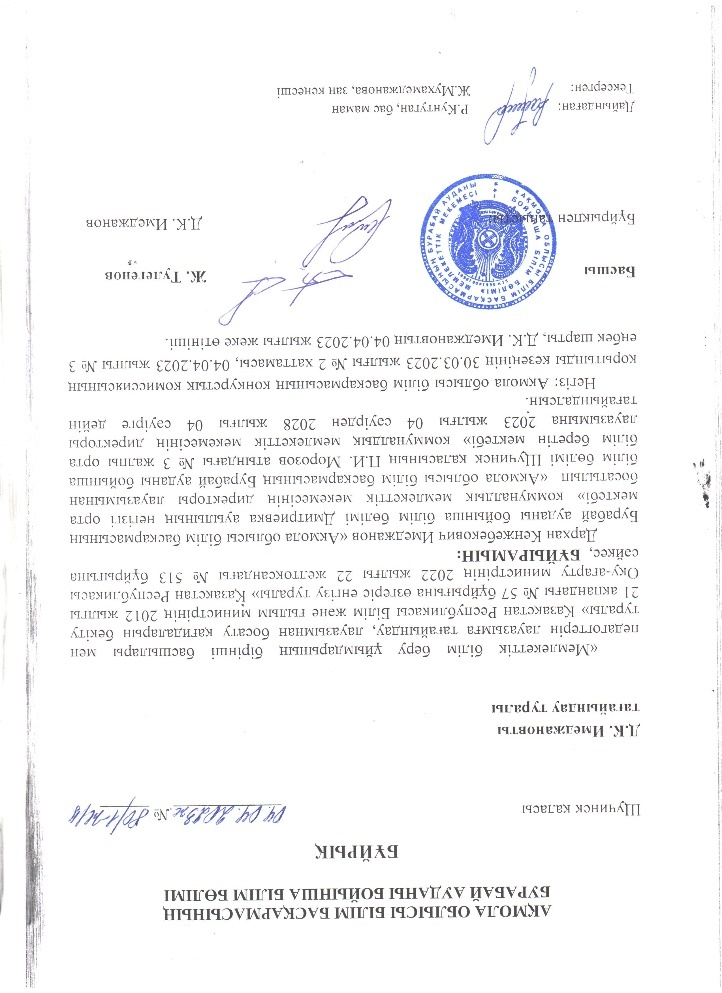 АҚМОЛА ОБЛЫСЫ БІЛІМ БАСҚАРМАСЫНЫҢ
БУРАБАЙ АУДАНЫ БОЙЫНША БІЛІМ БӨЛІМІ
БҰЙРЫҚ
Щучинск қаласы 04.04.2023ж № 80/1-ж/қ
Д.К. Имеджановты
тағайындау туралы
«Мемлекеттік білім беру ұйымдарының бірінші басшылары мен
педагогтерін лауазымға тағайындау, лауазымнан босату қағидаларын бекіту
туралы» Қазақстан Республикасы Білім және ғылым министрінің 2012 жылғы
21 ақпандағы № 57 бұйрығына өзгеріс енгізу туралы» Қазақстан Республикасы
Оқу-ағарту министрінің 2022 жылғы 22 желтоқсандағы № 513 бұйрығына
сәйкес, БҰЙЫРАМЫН:
Дархан Кенжебекович Имеджанов «Ақмола облысы білім басқармасының
Бурабай ауданы бойынша білім бөлімі Дмитриевка ауылының негізгі орта
мектебі» коммуналдық мемлекеттік мекемесінің директоры лауазымынан
босатылып «Ақмола облысы білім басқармасының Бурабай ауданы бойынша
білім бөлімі Щучинск қаласының П.И. Морозов атындағы № 3 жалпы орта
білім беретін мектебі» коммуналдық мемлекеттік мекемесінің директоры
лауазымына 2023 жылғы 04 сәуірден 2028 жылғы 04 сәуірге дейін
тағайындалсын.
Негіз: Ақмола облысы білім басқармасының конкурстық комиссиясының
қорытынды кезеңінің 30.03.2023 жылғы № 2 хаттамасы, 04.04.2023 жылғы № 3
еңбек шарты, Д.К. Имеджановтың 04.04.2023 жылғы жеке өтініші.
Басшы Ж. Тулегенов
Бұйрықпен таныстым: Д.К. Имеджанов
Дайындаған: Р.Кунтуган, бас маман
Тексерген: Ж.Мухамеджанова, заң кеңесші